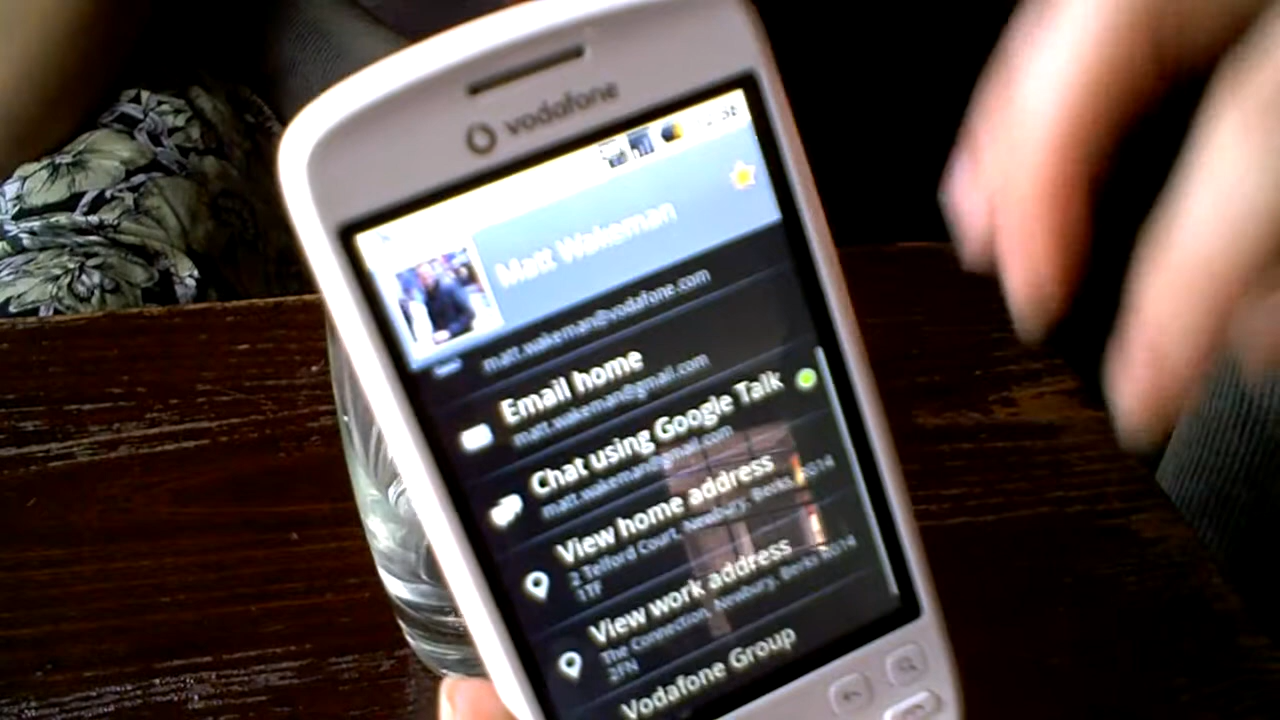 vodafone
Matt Wakeman
matt.wakeman@vodafone.com
Email home
matt.wakeman@gmail.com
Chat using Google Talk
matt.wakeman@gmail.com
View home address
2 Telford Court, Newbury, Berks, RG14
1TF
View work address
The Connection, Newbury, Berks RG14
2FN
Vodafone Group